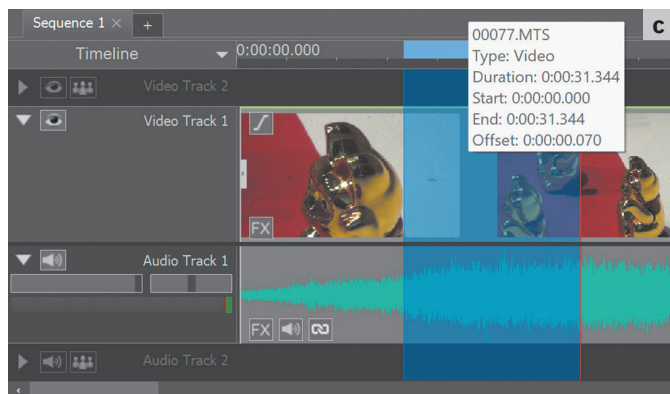 Sequence 1 × +
c
Timeline 0:00:00.000
00077.MTS
Type: Video
Duration: 0:00:31.344
Start: 0:00:00.000
End: 0:00:31.344
Offset: 0:00:00.070
Video Track 2
Video Track 1
FX
Audio Track 1
FX
Audio Track 2